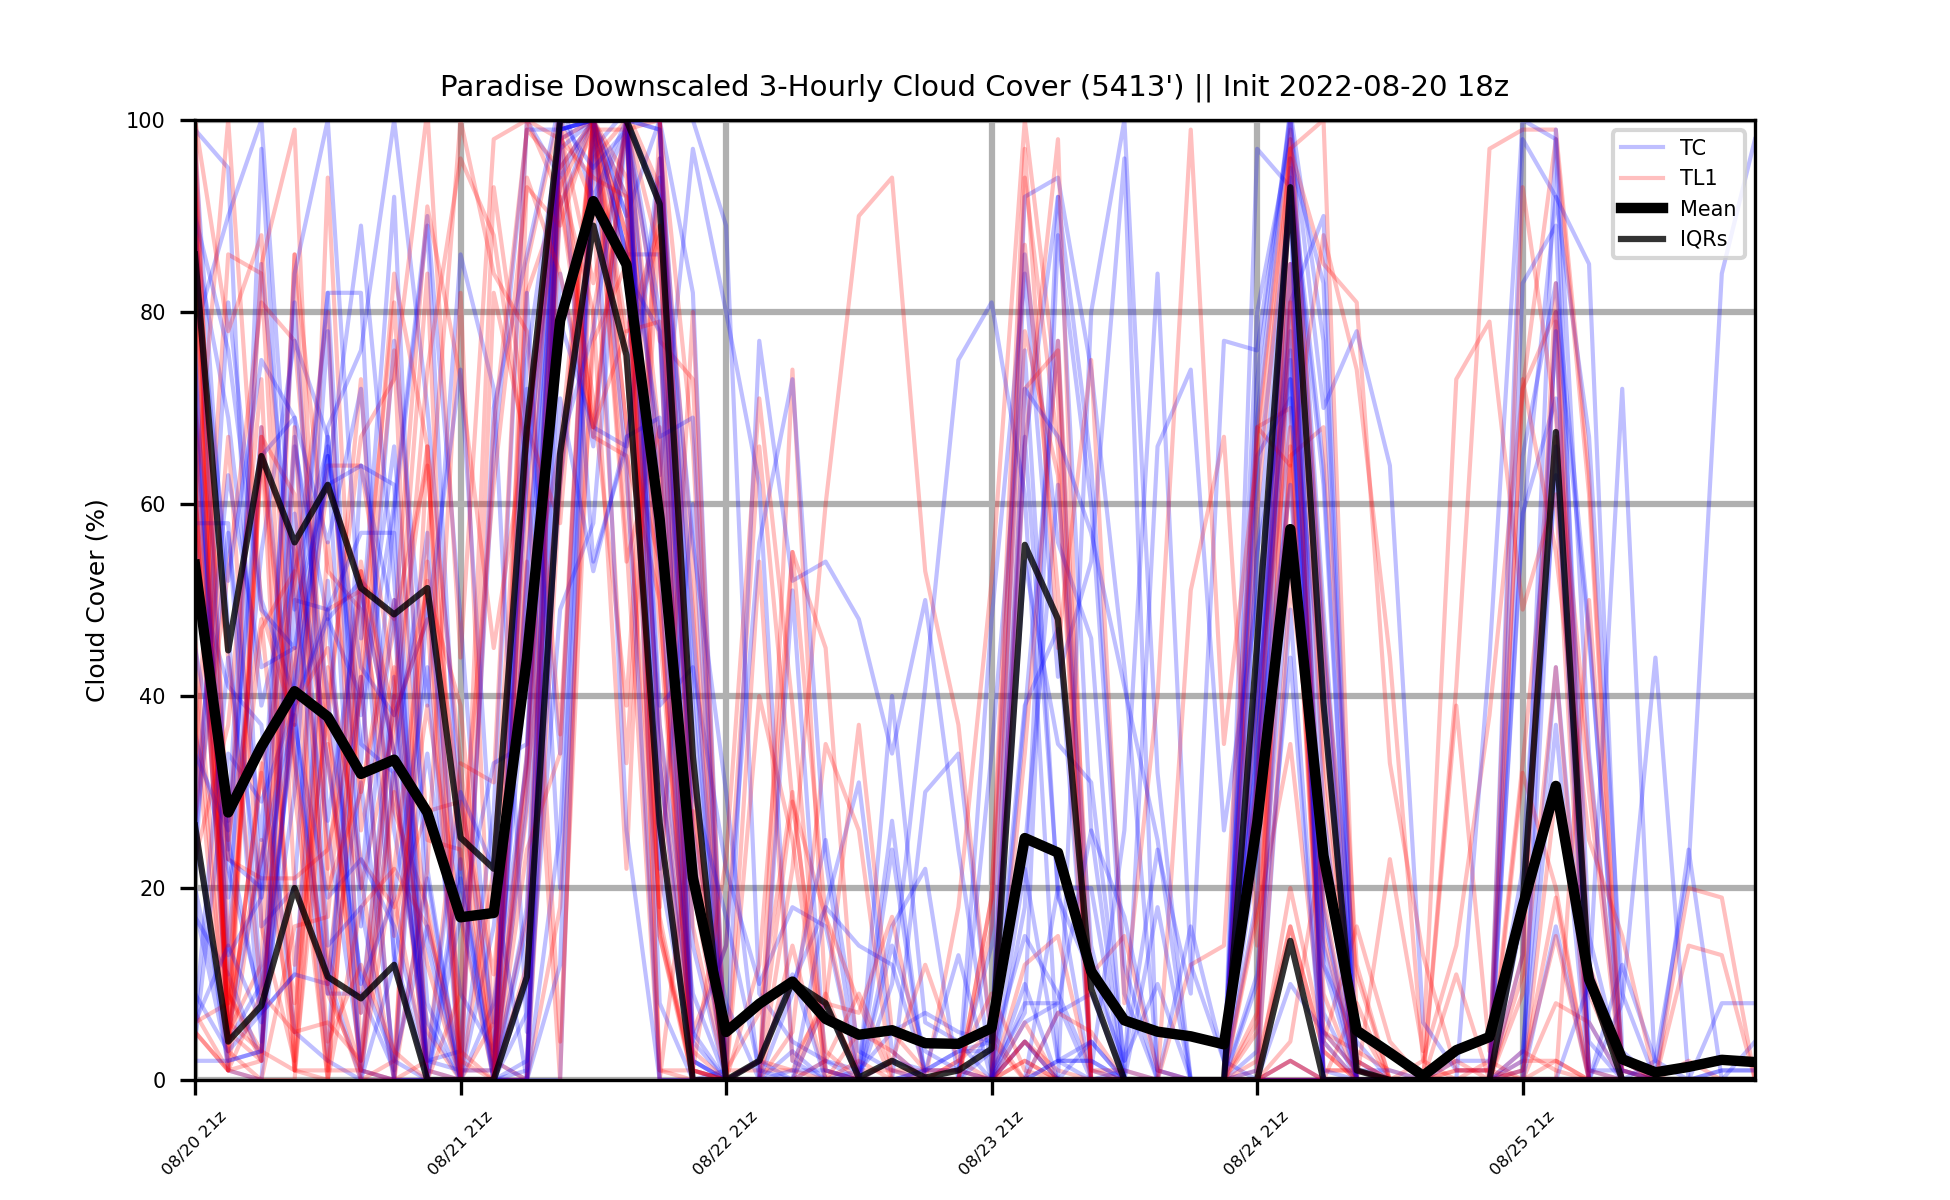 Paradise Downscaled 3-Hourly Cloud Cover (5413') || Init 2022-08-20 18z
100
80
60
40
20
0
Cloud Cover (%)
TC
TL1
Mean
IQRs
08/20 21z
08/21 21z
08/22 21z
08/23 21z
08/24 21z
08/25 21z